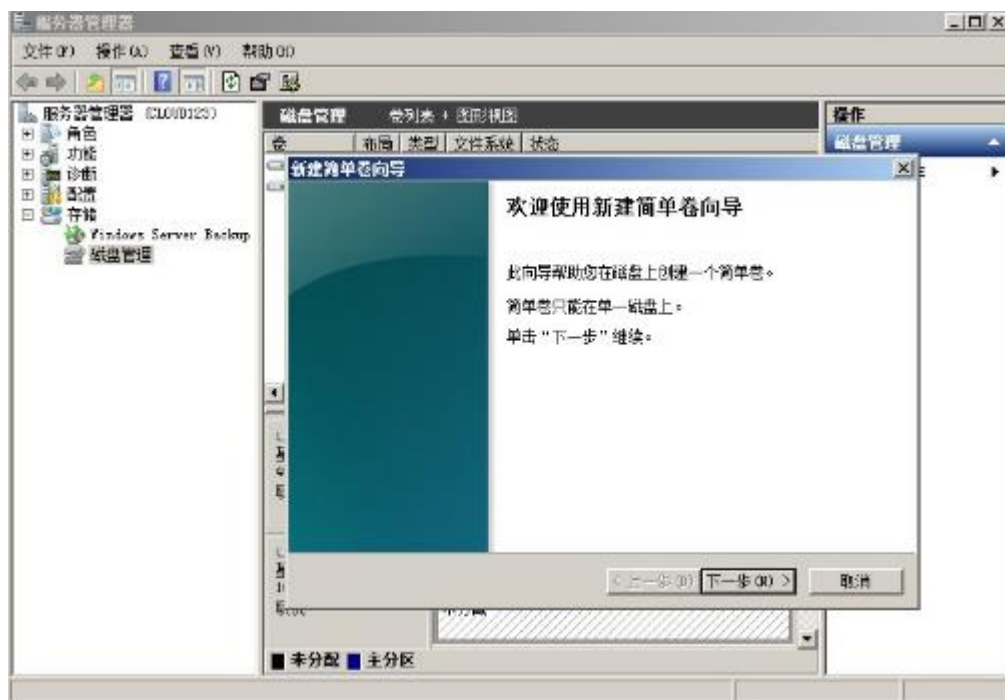 服务器管理器
文件(F) 操作(A) 查看(V) 帮助(H)
服务器管理器 (CLOUD123)
角色
功能
诊断
配置
存储
Windows Server Backup
磁盘管理
磁盘管理 卷列表 + 图形视图
卷 布局 类型 文件系统 状态
操作
磁盘管理
新建简单卷向导
欢迎使用新建简单卷向导
此向导帮助您在磁盘上创建一个简单卷。
简单卷只能在单一磁盘上。
单击“下一步”继续。
< 上一步(B) 下一步(N) > 取消
未分配 主分区